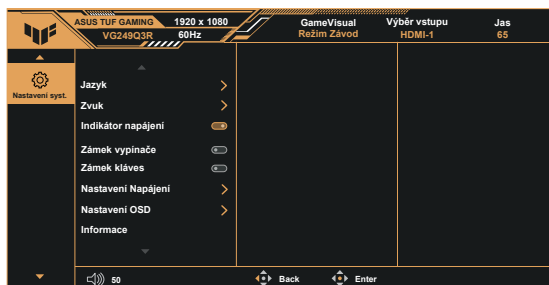 ASUS TUF GAMING 1920 x 1080
VG249Q3R 60Hz
GameVisual
Režim Závod
Výběr vstupu
HDMI-1
Jas
65
Nastavení syst.
Jazyk
Zvuk
Indikátor napájení
Zámek vypínače
Zámek kláves
Nastavení Napájení
Nastavení OSD
Informace
50
Back
Enter